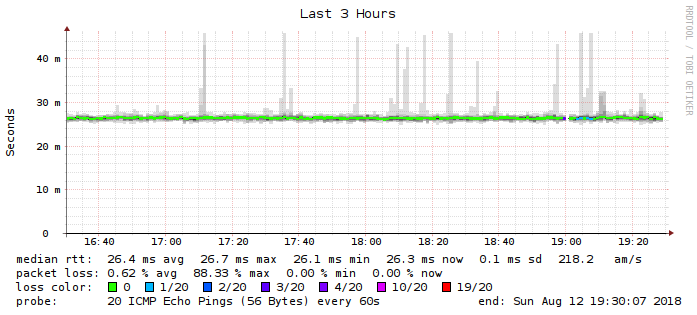 Last 3 Hours
RRDTOOL / TOBI OETIKER
Seconds
40 m
30 m
20 m
10 m
0
16:40 17:00 17:20 17:40 18:00 18:20 18:40 19:00 19:20
median rtt: 26.4 ms avg 26.7 ms max 26.1 ms min 26.3 ms now 0.1 ms sd 218.2 am/s
packet loss: 0.62 % avg 88.33 % max 0.00 % min 0.00 % now
loss color: 0 1/20 2/20 3/20 4/20 10/20 19/20
probe: 20 ICMP Echo Pings (56 Bytes) every 60s end: Sun Aug 12 19:30:07 2018